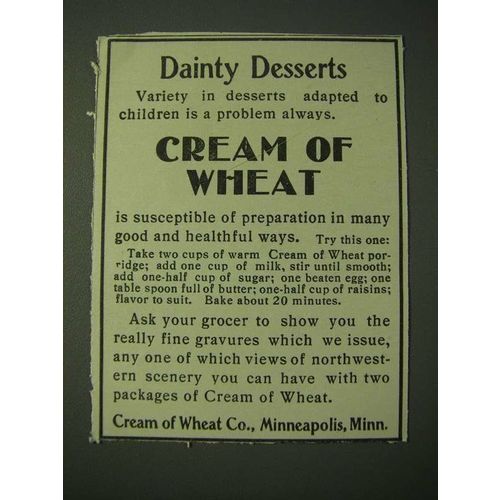 Dainty Desserts
Variety in desserts adapted to
children is a problem always.
CREAM OF
WHEAT
is susceptible of preparation in many
good and healthful ways. Try this one:
Take two cups of warm Cream of Wheat por-
ridge; add one cup of milk, stir until smooth;
add one-half cup of sugar; one beaten egg; one
table spoon full of butter; one-half cup of raisins;
flavor to suit. Bake about 20 minutes.
Ask your grocer to show you the
really fine gravures which we issue,
any one of which views of northwest-
ern scenery you can have with two
packages of Cream of Wheat.
Cream of Wheat Co., Minneapolis, Minn.